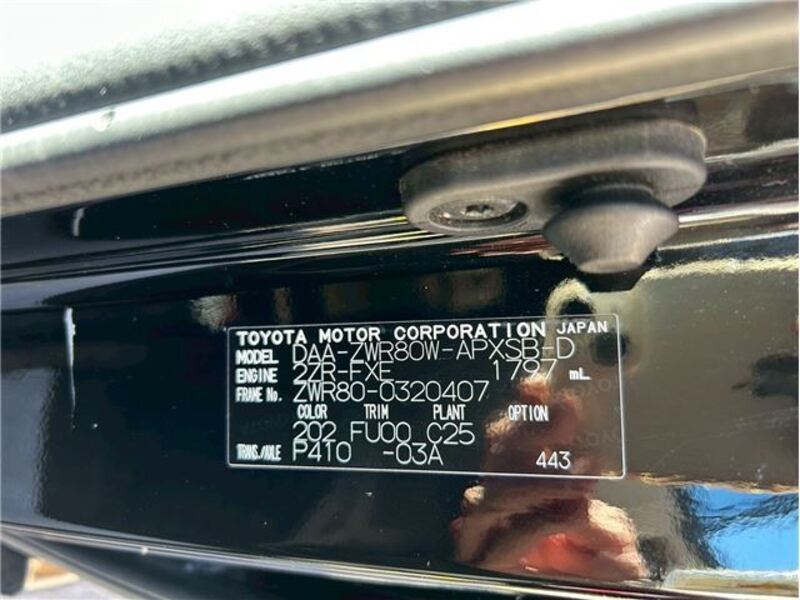 TOYOTA MOTOR CORPORATION JAPAN
MODEL DAA-ZWR80W-APXSB-D
ENGINE 2ZR-FXE 1797 mL
FRAME No. ZWR80-0320407
COLOR TRIM PLANT OPTION
202 FU00 C25
TRANS./AXLE P410 -03A 443